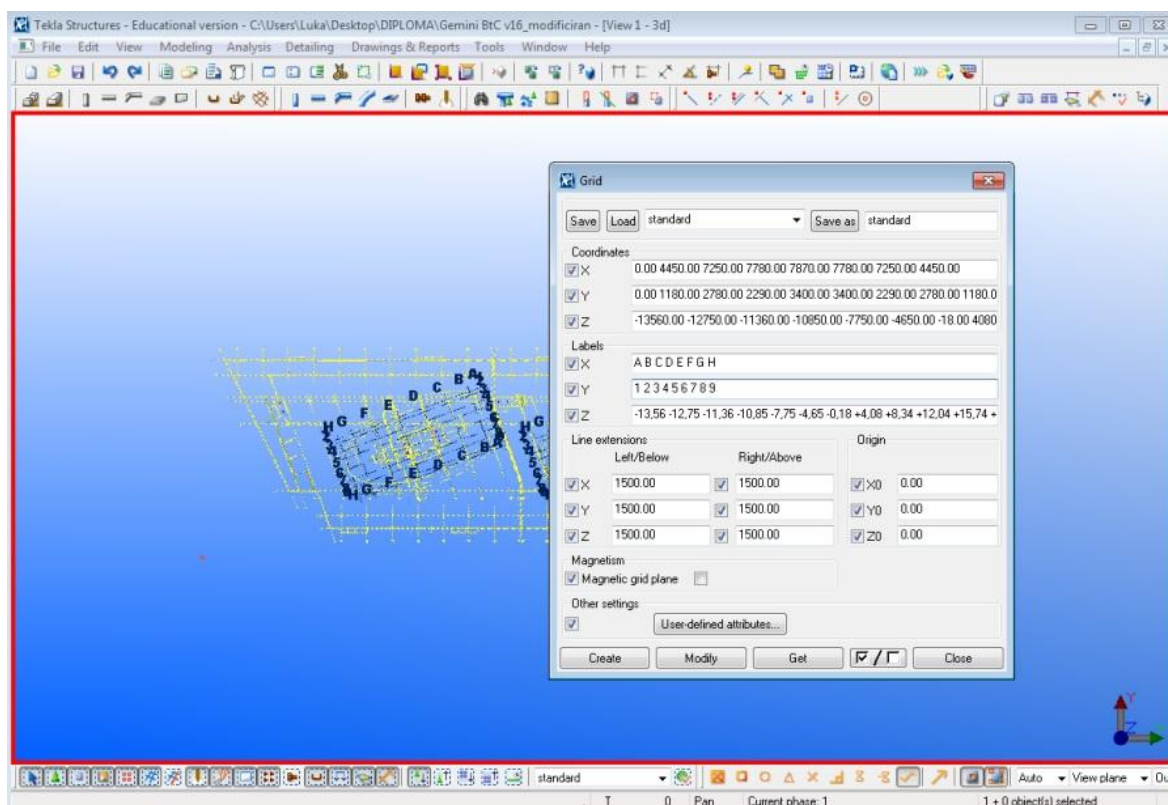 Tekla Structures - Educational version - C:\Users\Luka\Desktop\DIPLOMA\Gemini BtC v16_modificiran - [View 1 - 3d]
File Edit View Modeling Analysis Detailing Drawings & Reports Tools Window Help
Grid
Save Load standard Save as standard
Coordinates
X 0.00 4450.00 7250.00 7780.00 7870.00 7780.00 7250.00 4450.00
Y 0.00 1180.00 2780.00 2290.00 3400.00 3400.00 2290.00 2780.00 1180.0
Z -13560.00 -12750.00 -11360.00 -10850.00 -7750.00 -4650.00 -18.00 4080
Labels
X A B C D E F G H
Y 1 2 3 4 5 6 7 8 9
Z -13,56 -12,75 -11,36 -10,85 -7,75 -4,65 -0,18 +4,08 +8,34 +12,04 +15,74 +
Line extensions Origin
Left/Below Right/Above
X 1500.00 1500.00 X0 0.00
Y 1500.00 1500.00 Y0 0.00
Z 1500.00 1500.00 Z0 0.00
Magnetism
Magnetic grid plane
Other settings
User-defined attributes...
Create Modify Get / Close
H G F E D C B A
H G F E D C B A
standard Auto View plane Ou
0 Pan Current phase: 1 1 + 0 object(s) selected